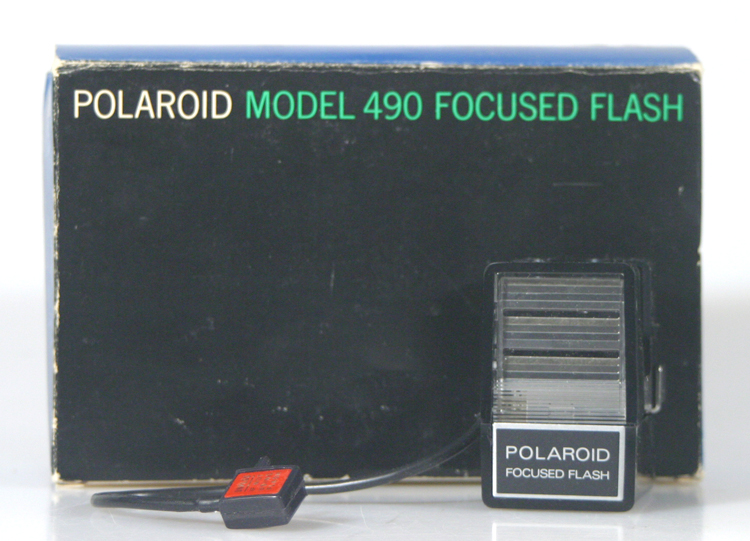 POLAROID MODEL 490 FOCUSED FLASH
POLAROID
FOCUSED FLASH